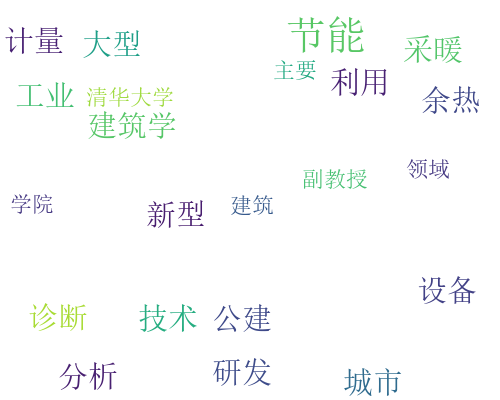 计量
大型
节能
采暖
主要
利用
工业
清华大学
余热
建筑学
副教授
领域
学院
新型
建筑
设备
诊断
技术
公建
分析
研发
城市